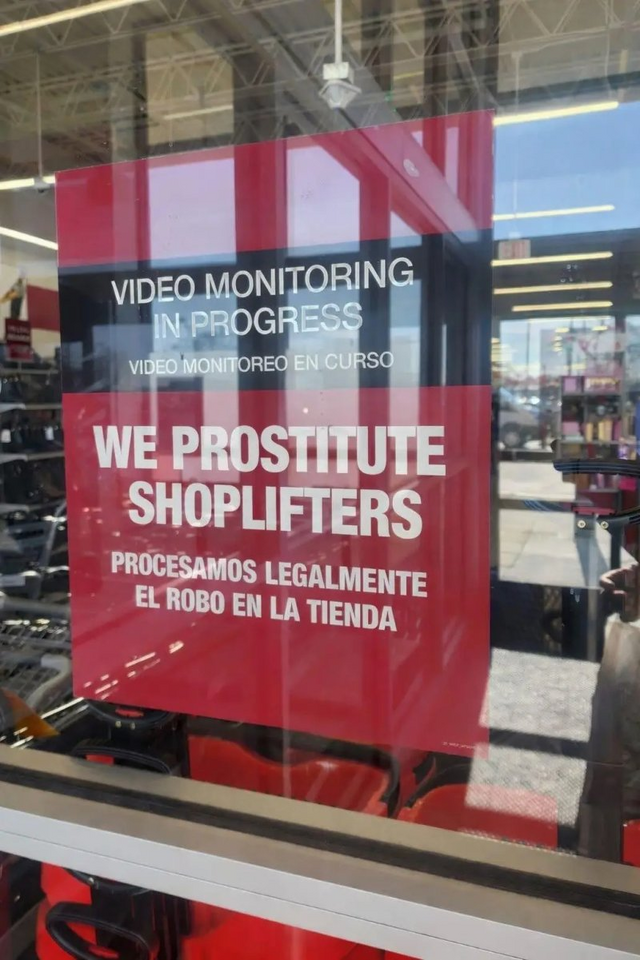 VIDEO MONITORING
IN PROGRESS
VIDEO MONITOREO EN CURSO
WE PROSTITUTE
SHOPLIFTERS
PROCESAMOS LEGALMENTE
EL ROBO EN LA TIENDA